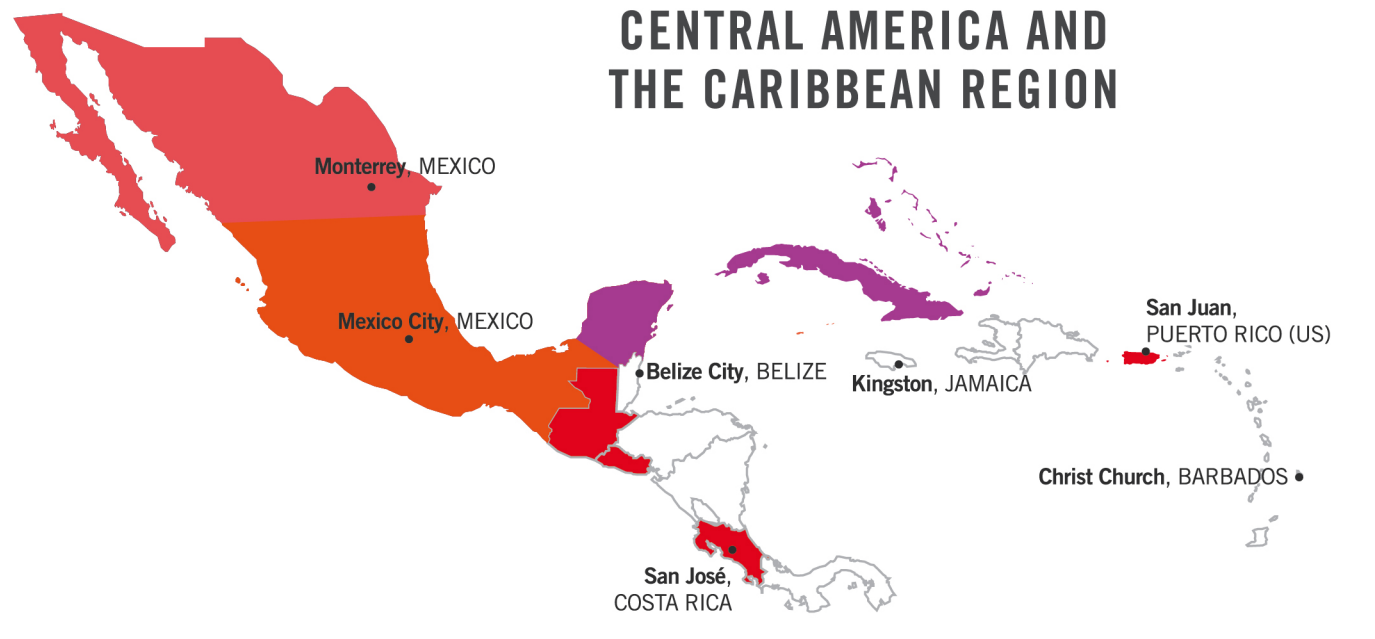 CENTRAL AMERICA AND
THE CARIBBEAN REGION
Monterrey, MEXICO
Mexico City, MEXICO
San Juan,
PUERTO RICO (US)
Belize City, BELIZE
Kingston, JAMAICA
Christ Church, BARBADOS
San José,
COSTA RICA